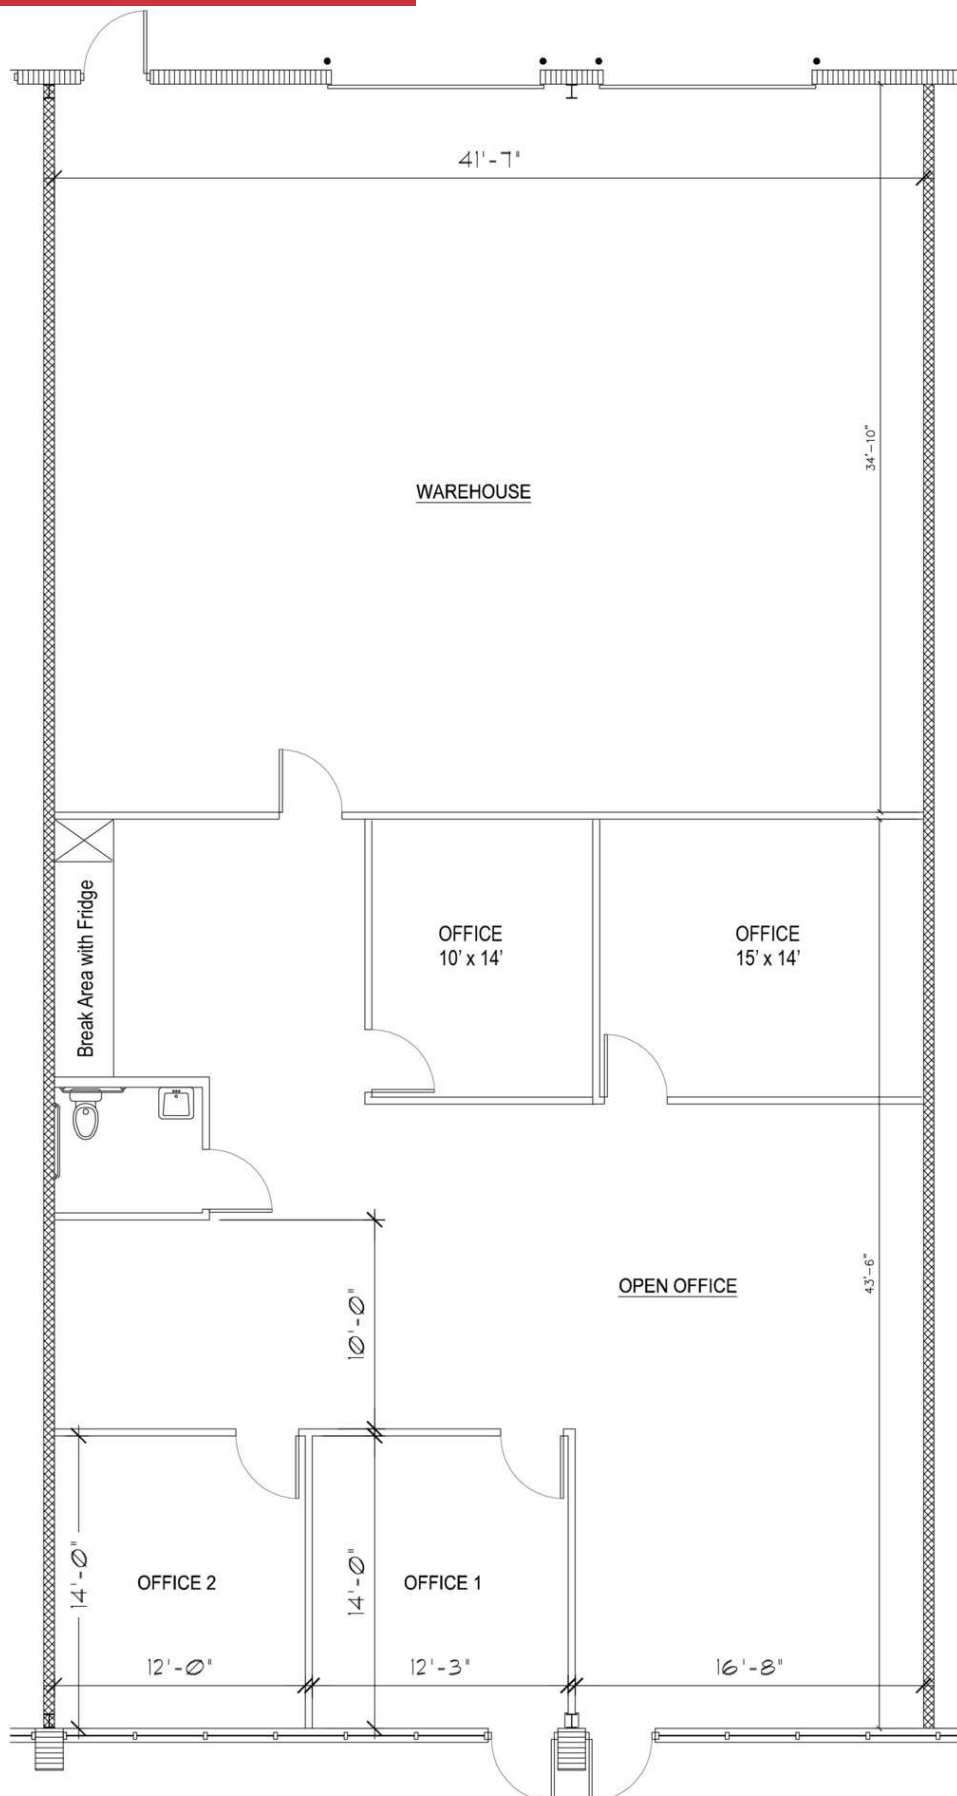 41'-7"
34'-10"
WAREHOUSE
Break Area with Fridge
OFFICE
10' x 14'
OFFICE
15' x 14'
43'-6"
OPEN OFFICE
10'-0"
14'-0"
OFFICE 2
14'-0"
OFFICE 1
12'-0"
12'-3"
16'-8"